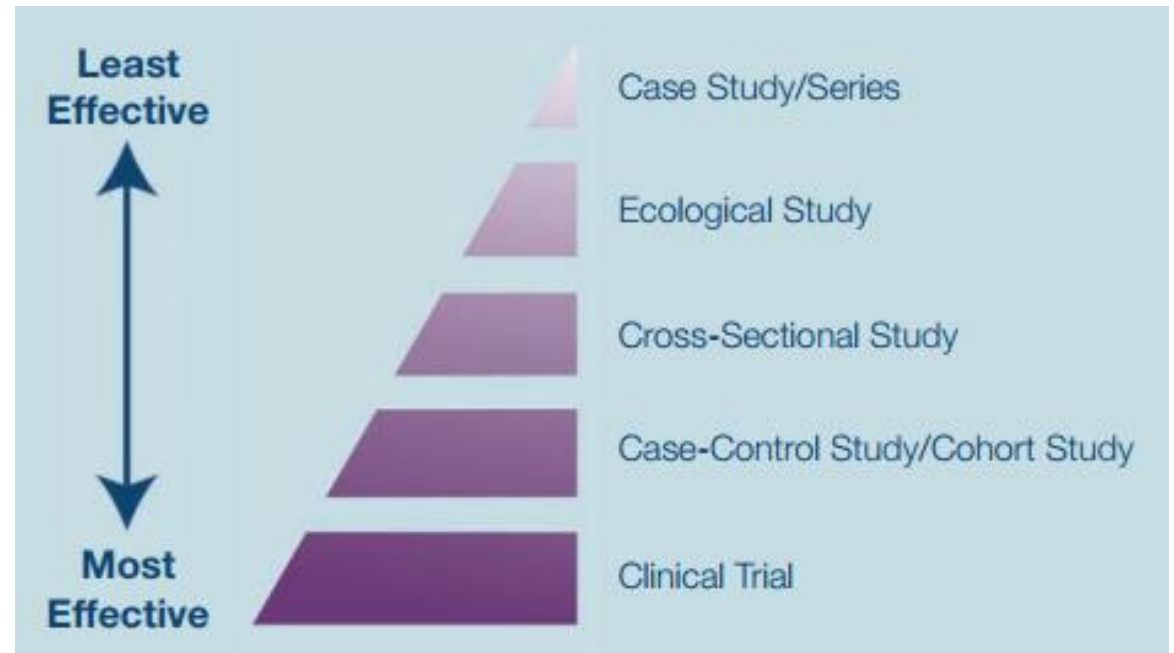 Least
Effective
Case Study/Series
Ecological Study
Cross-Sectional Study
Case-Control Study/Cohort Study
Most
Effective
Clinical Trial